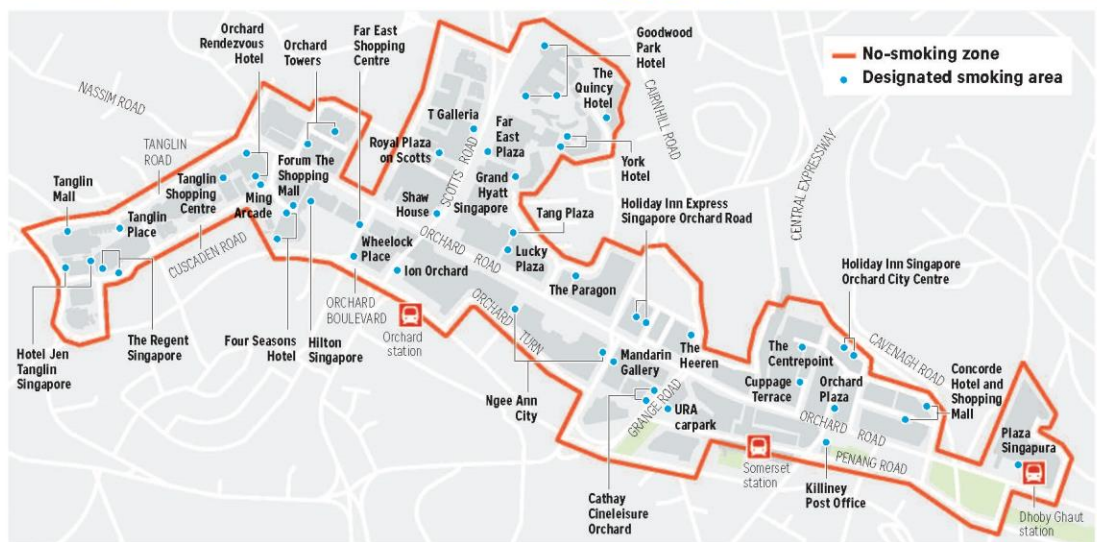 Orchard
Rendezvous
Hotel
Orchard
Towers
Far East
Shopping
Centre
Goodwood
Park
Hotel
No-smoking zone
Designated smoking area
NASSIM ROAD
TANGLIN
ROAD
T Galleria
The
Quincy
Hotel
CAIRNHILL ROAD
CENTRAL EXPRESSWAY
Royal Plaza
on Scotts
SCOTTS ROAD
Far
East
Plaza
York
Hotel
Tanglin
Mall
Tanglin
Shopping
Centre
Forum The
Shopping
Mall
Ming
Arcade
Shaw
House
Grand
Hyatt
Singapore
Tang Plaza
Holiday Inn Express
Singapore Orchard Road
Tanglin
Place
CUSCADEN ROAD
Wheelock
Place
Ion Orchard
ORCHARD ROAD
Lucky
Plaza
The Paragon
Holiday Inn Singapore
Orchard City Centre
ORCHARD
BOULEVARD
Orchard
station
ORCHARD TURN
Hotel Jen
Tanglin
Singapore
The Regent
Singapore
Four Seasons
Hotel
Hilton
Singapore
Ngee Ann
City
Mandarin
Gallery
The
Heeren
The
Centrepoint
Cuppage
Terrace
Orchard
Plaza
CAVENAGH ROAD
Concorde
Hotel and
Shopping
Mall
GRANGE ROAD
URA
carpark
ORCHARD ROAD
PENANG ROAD
Plaza
Singapura
Cathay
Cineleisure
Orchard
Somerset
station
Killiney
Post Office
Dhoby Ghaut
station